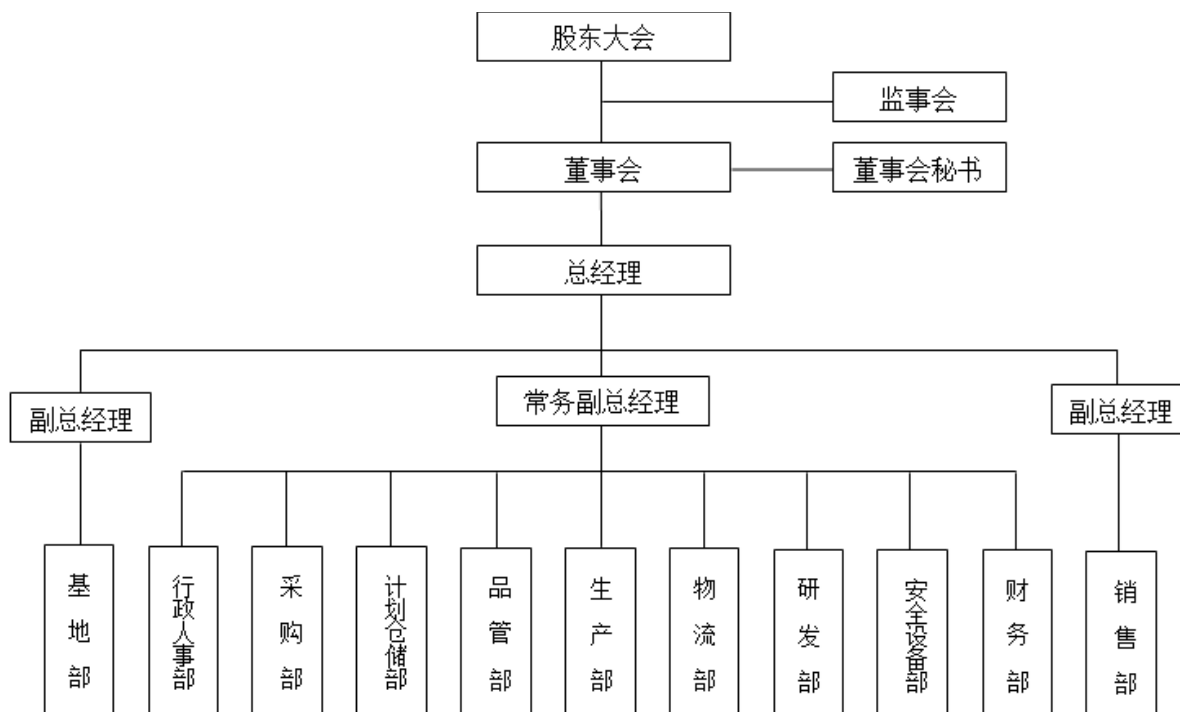 股东大会
监事会
董事会
董事会秘书
总经理
副总经理
常务副总经理
副总经理
基地部
行政人事部
采购部
计划仓储部
品管部
生产部
物流部
研发部
安全设备部
财务部
销售部